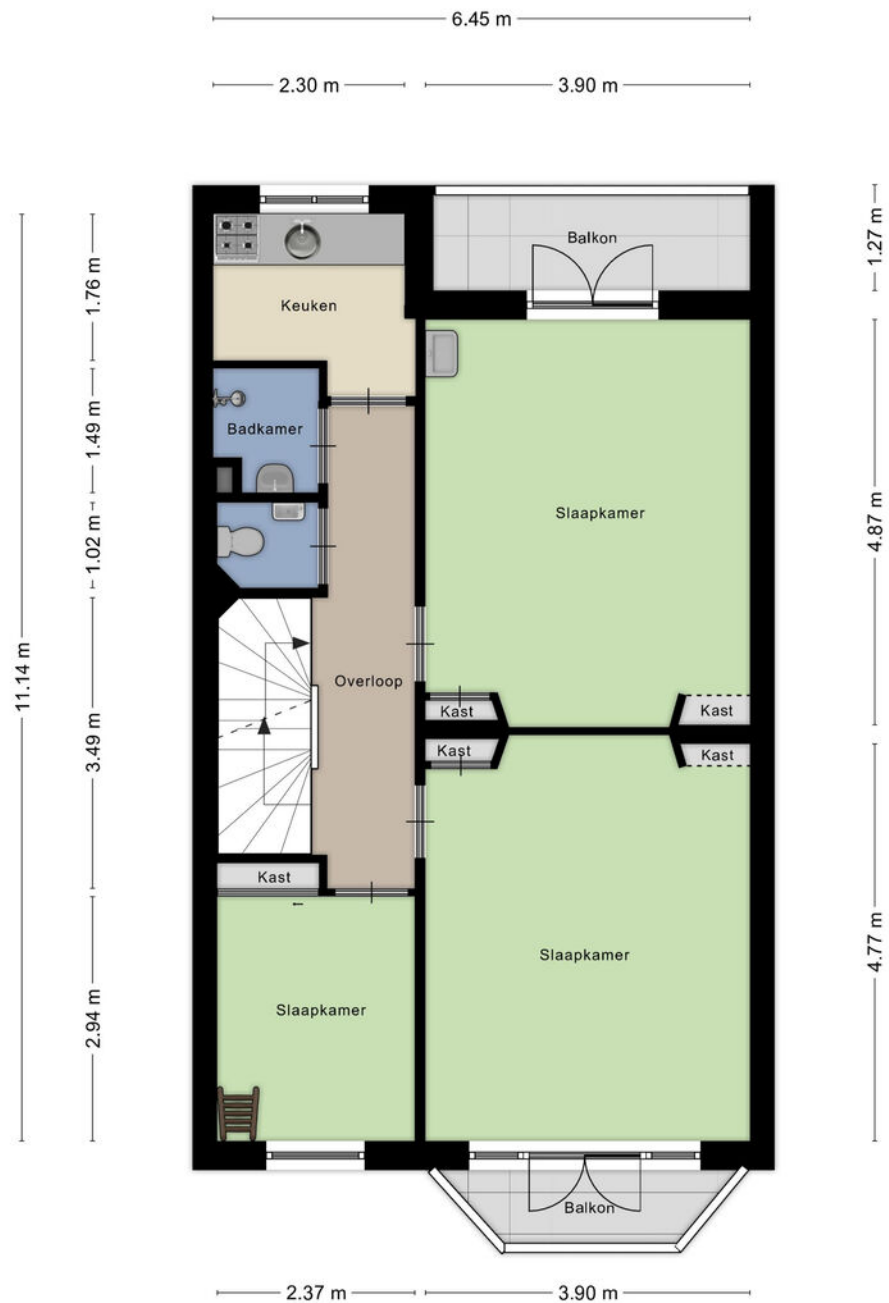 6.45 m
2.30 m
3.90 m
11.14 m
1.76 m
1.49 m
1.02 m
3.49 m
2.94 m
1.27 m
4.87 m
4.77 m
Balkon
Keuken
Badkamer
Slaapkamer
Overloop
Kast
Kast
Kast
Kast
Kast
Slaapkamer
Slaapkamer
Balkon
2.37 m
3.90 m